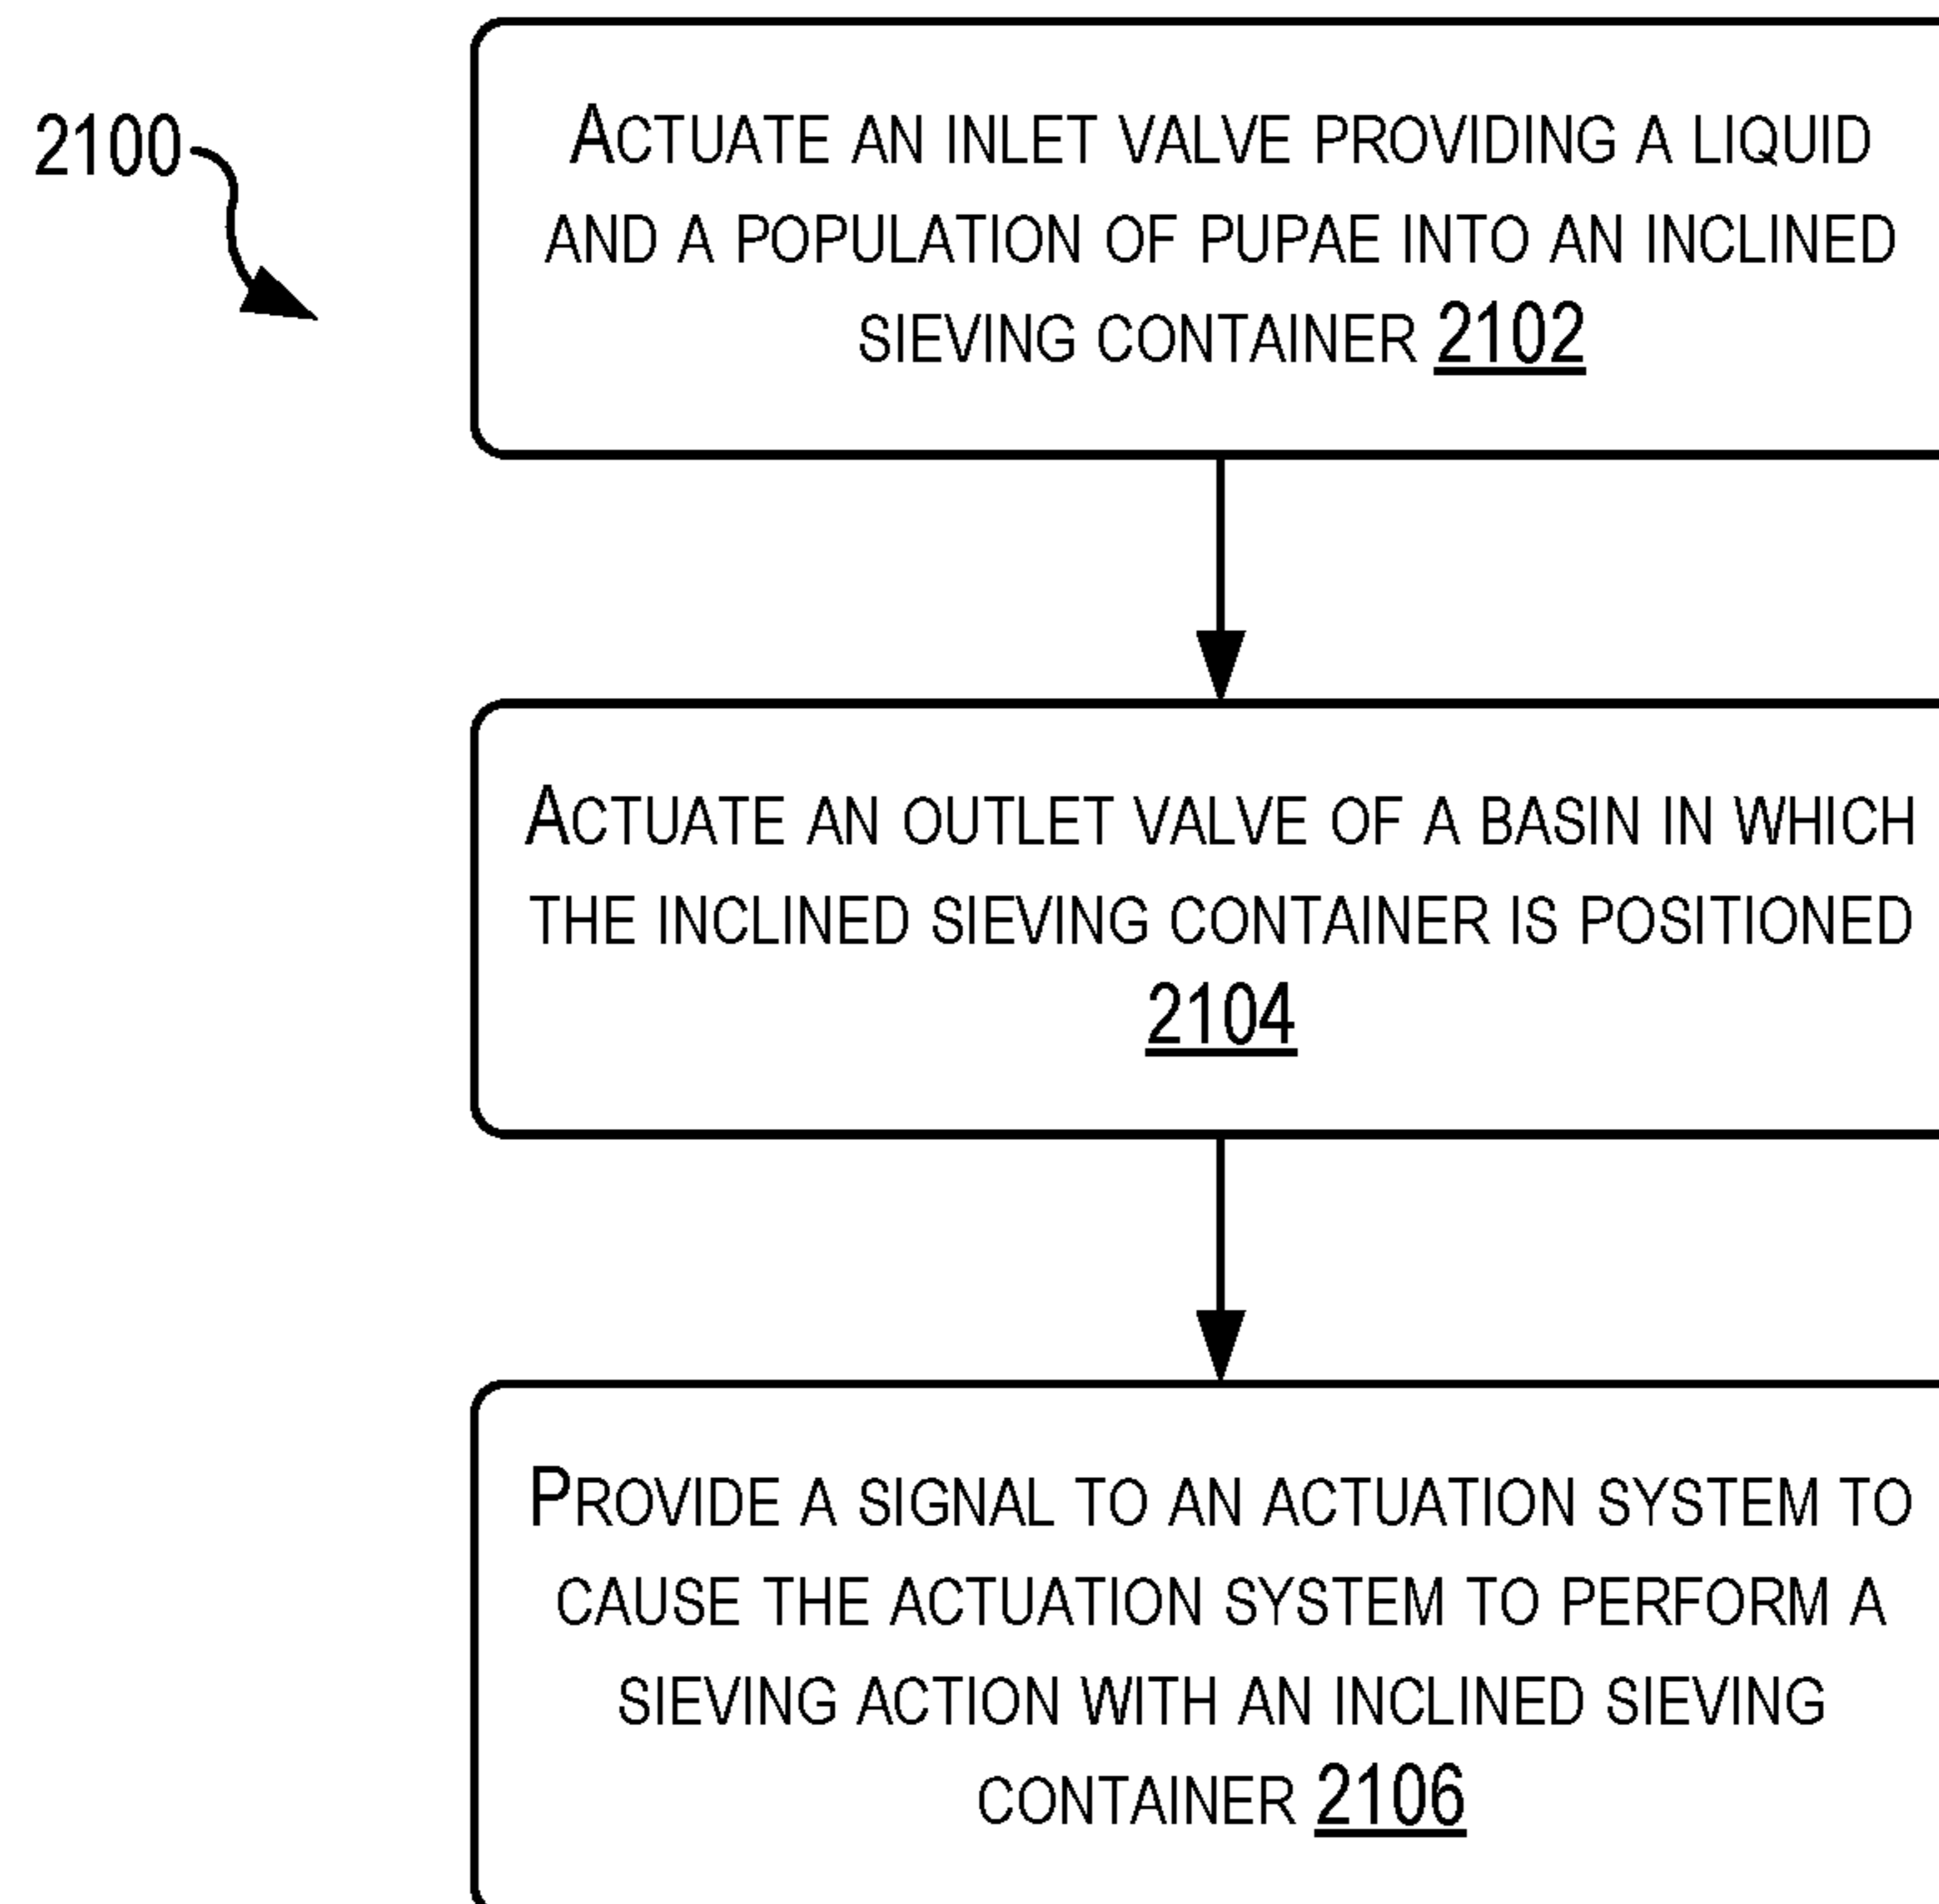 2100
ACTUATE AN INLET VALVE PROVIDING A LIQUID
AND A POPULATION OF PUPAE INTO AN INCLINED
SIEVING CONTAINER 2102
ACTUATE AN OUTLET VALVE OF A BASIN IN WHICH
THE INCLINED SIEVING CONTAINER IS POSITIONED
2104
PROVIDE A SIGNAL TO AN ACTUATION SYSTEM TO
CAUSE THE ACTUATION SYSTEM TO PERFORM A
SIEVING ACTION WITH AN INCLINED SIEVING
CONTAINER 2106